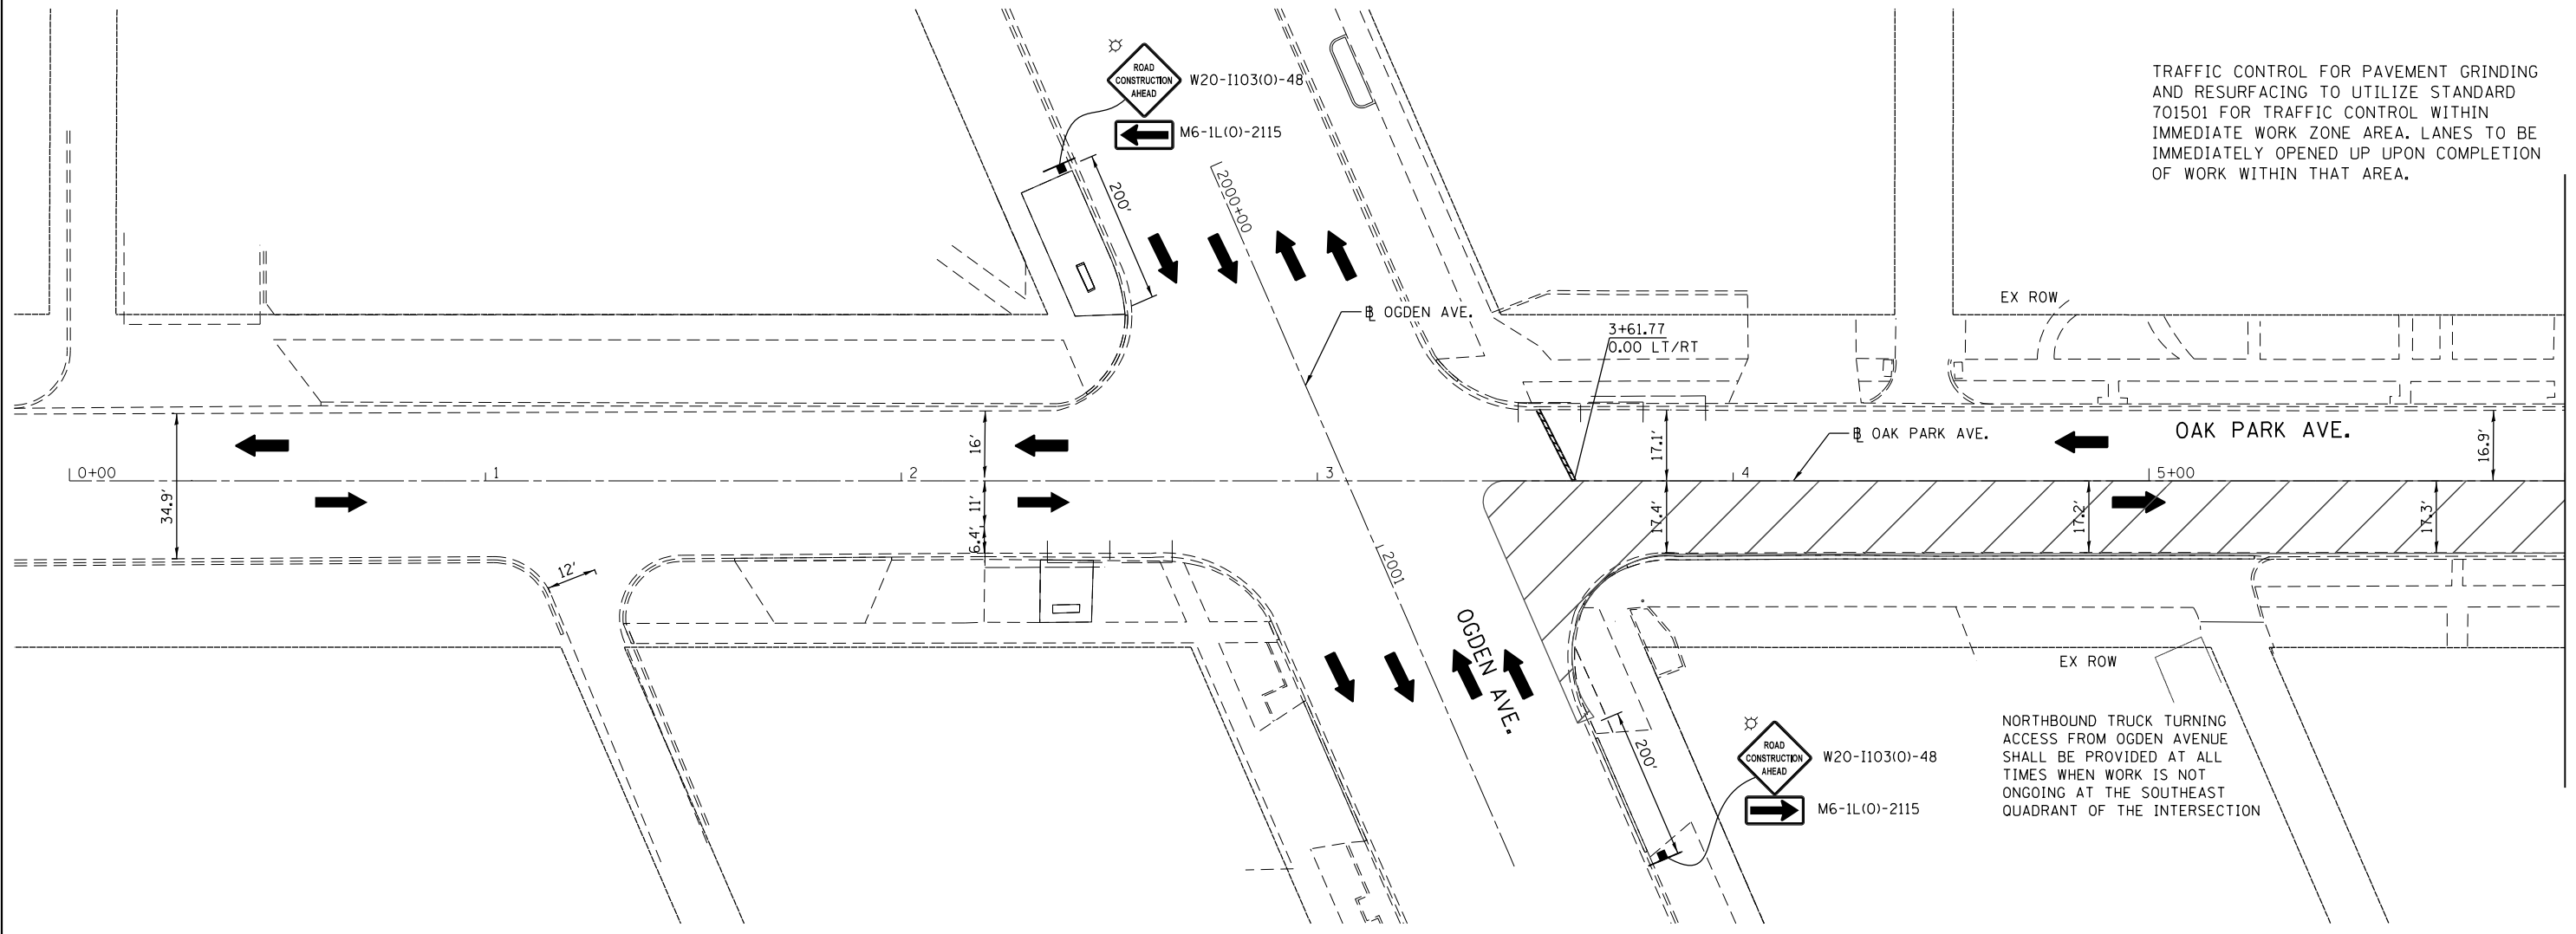 ROAD
CONSTRUCTION
AHEAD
W20-I103(O)-48
M6-1L(O)-2115
200'
2000+00
TRAFFIC CONTROL FOR PAVEMENT GRINDING
AND RESURFACING TO UTILIZE STANDARD
701501 FOR TRAFFIC CONTROL WITHIN
IMMEDIATE WORK ZONE AREA. LANES TO BE
IMMEDIATELY OPENED UP UPON COMPLETION
OF WORK WITHIN THAT AREA.
EX ROW
℄ OGDEN AVE.
3+61.77
0.00 LT/RT
℄ OAK PARK AVE.
OAK PARK AVE.
34.9'
16'
11'
6.4'
17.1'
17.4'
17.2'
16.9'
17.3'
0+00
1
2
3
4
5+00
12'
2001
OGDEN AVE.
EX ROW
200'
ROAD
CONSTRUCTION
AHEAD
W20-I103(O)-48
M6-1L(O)-2115
NORTHBOUND TRUCK TURNING
ACCESS FROM OGDEN AVENUE
SHALL BE PROVIDED AT ALL
TIMES WHEN WORK IS NOT
ONGOING AT THE SOUTHEAST
QUADRANT OF THE INTERSECTION